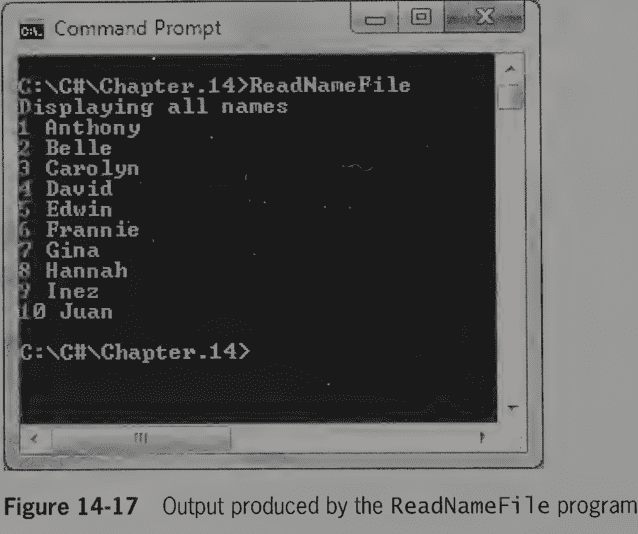 C:\. Command Prompt
C:\C#\Chapter.14>ReadNameFile
Displaying all names
1 Anthony
2 Belle
3 Carolyn
4 David
5 Edwin
6 Frannie
7 Gina
8 Hannah
9 Inez
10 Juan
C:\C#\Chapter.14>
Figure 14-17 Output produced by the ReadNameFile program